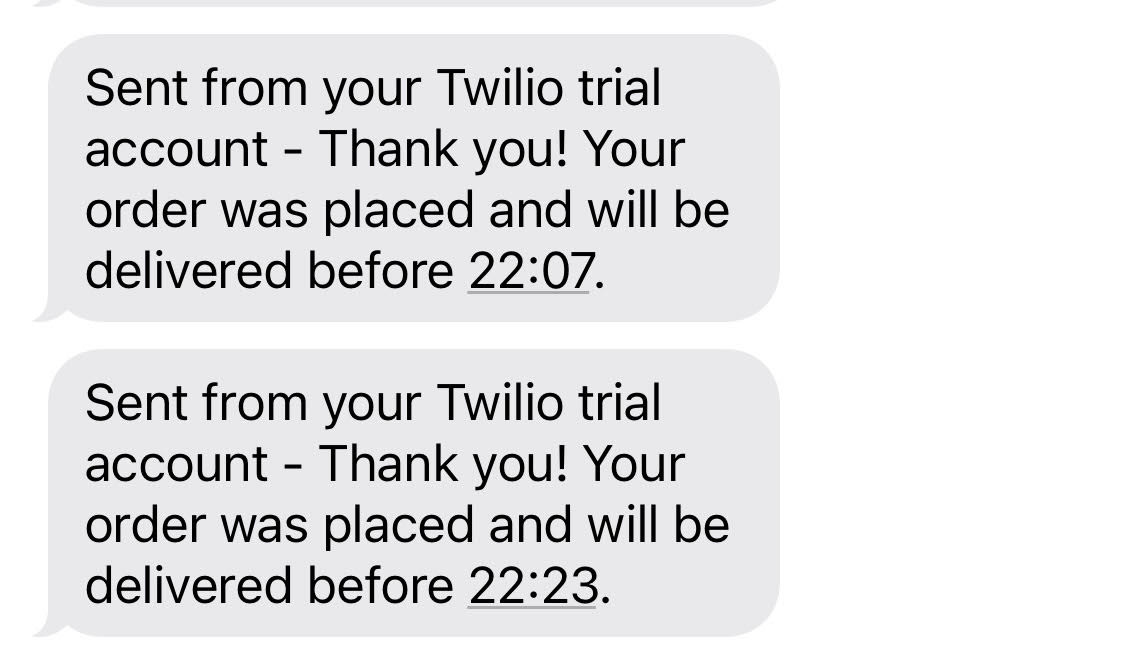 Sent from your Twilio trial
account - Thank you! Your
order was placed and will be
delivered before 22:07.
Sent from your Twilio trial
account - Thank you! Your
order was placed and will be
delivered before 22:23.